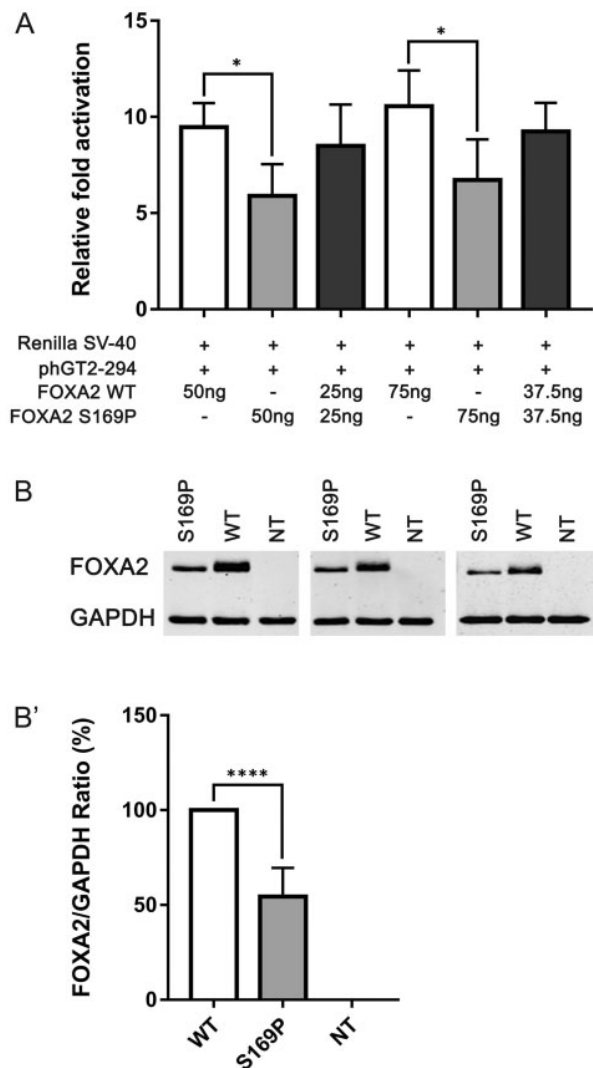 A
Relative fold activation
15
10
5
0
* *
Renilla SV-40 + + + + + +
phGT2-294 + + + + + +
FOXA2 WT 50ng - 25ng 75ng - 37.5ng
FOXA2 S169P - 50ng 25ng - 75ng 37.5ng
B
S169P WT NT S169P WT NT S169P WT NT
FOXA2
GAPDH
B'
FOXA2/GAPDH Ratio (%)
150
100
50
0
****
WT S169P NT